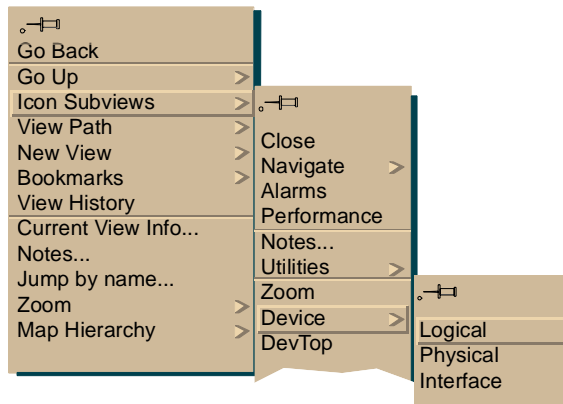 Go Back
Go Up
Icon Subviews
View Path
New View
Bookmarks
View History
Current View Info...
Notes...
Jump by name...
Zoom
Map Hierarchy
Close
Navigate
Alarms
Performance
Notes...
Utilities
Zoom
Device
DevTop
Logical
Physical
Interface